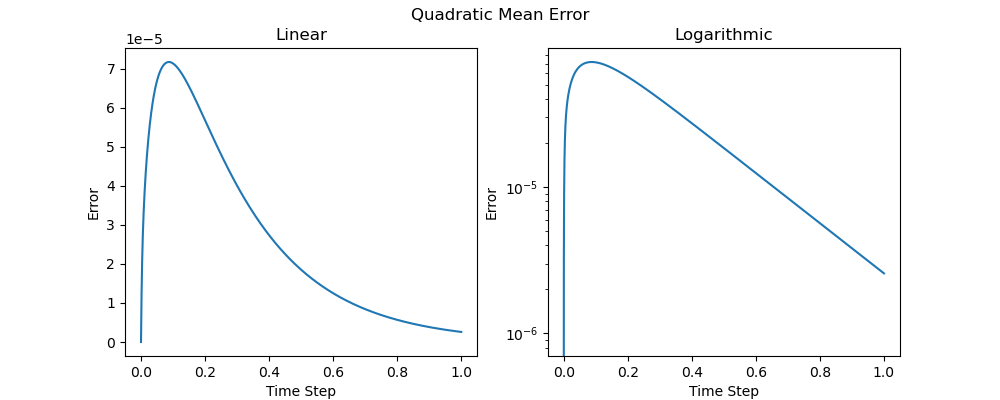 Quadratic Mean Error
Linear
1e−5
7
6
5
4
3
2
1
0
Error
0.0 0.2 0.4 0.6 0.8 1.0
Time Step
Logarithmic
10⁻⁵
10⁻⁶
Error
0.0 0.2 0.4 0.6 0.8 1.0
Time Step